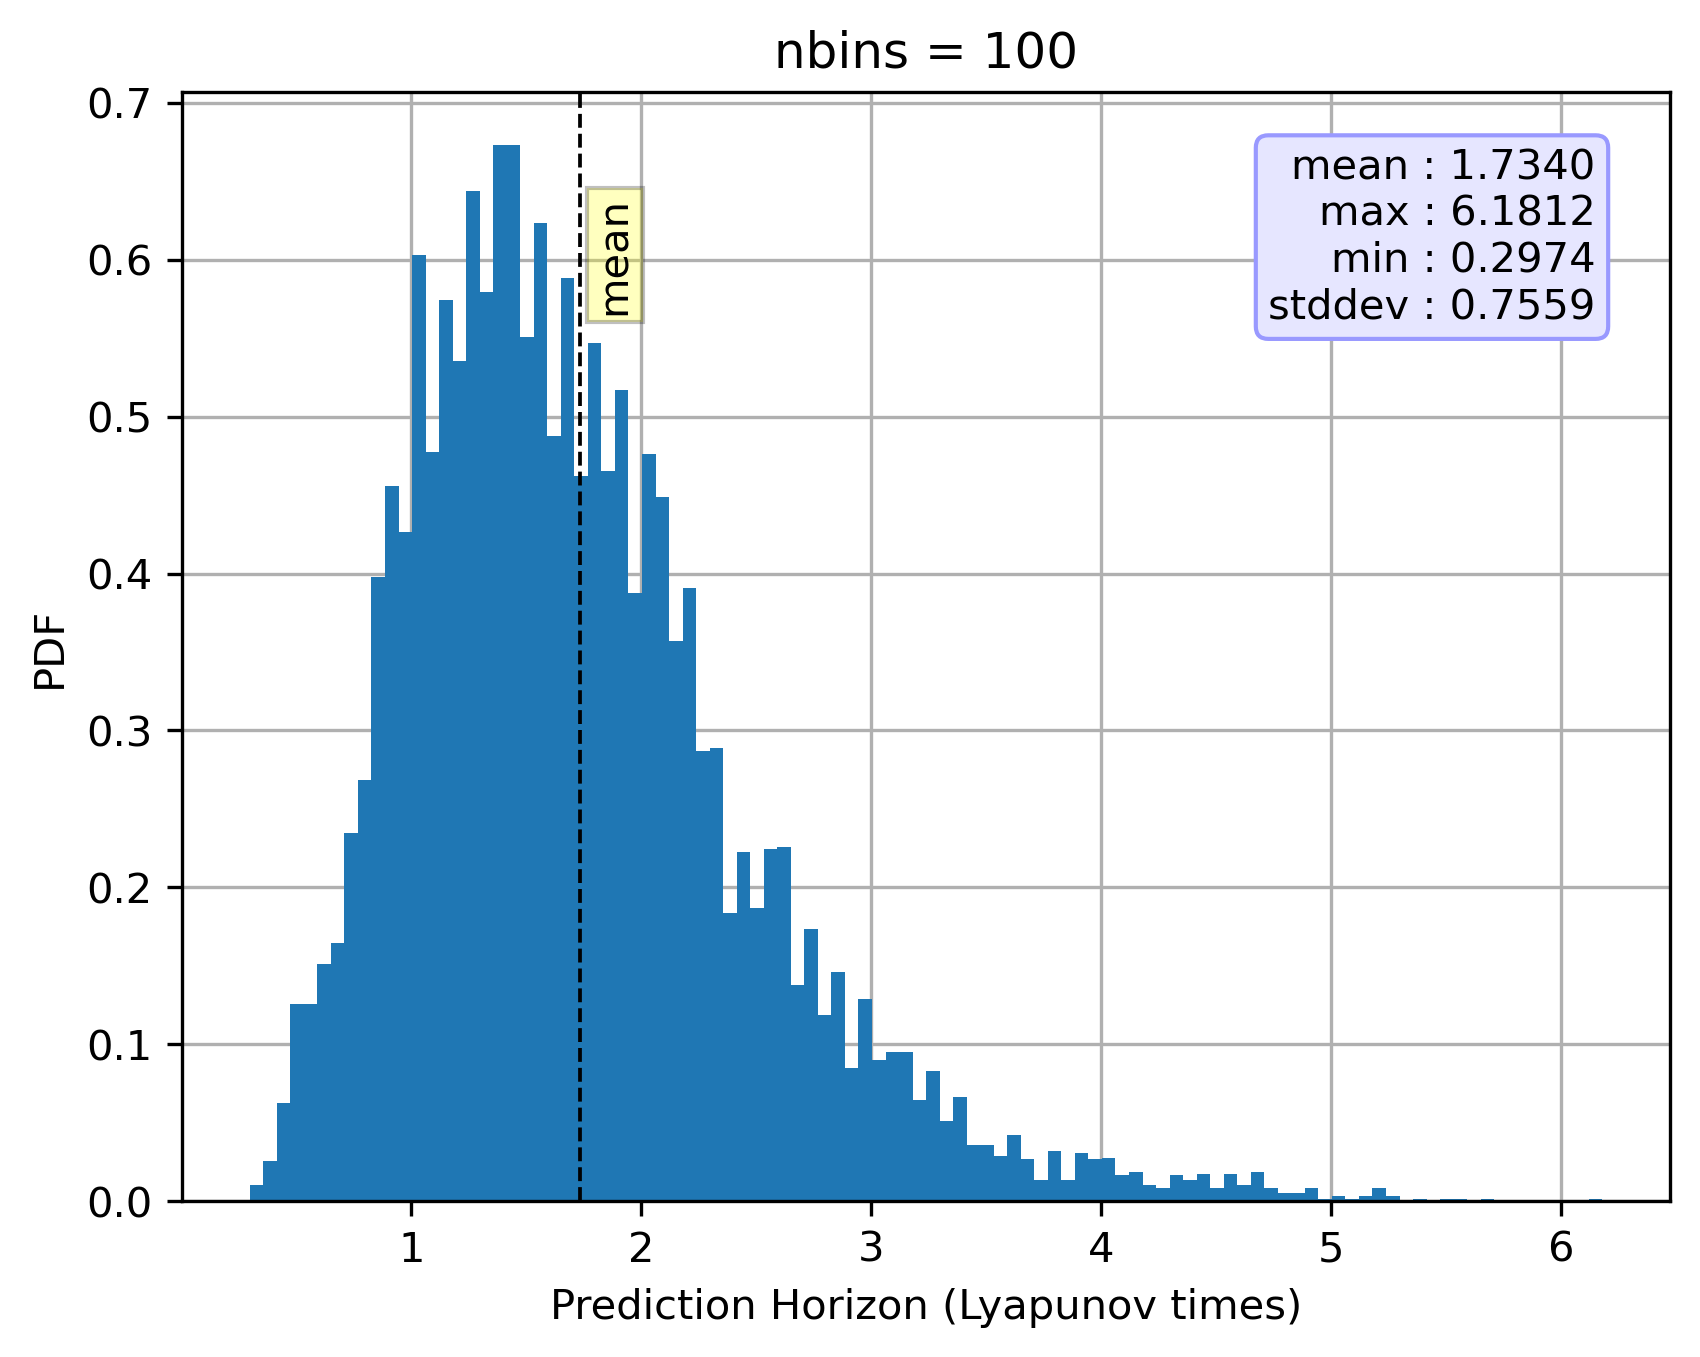 nbins = 100
0.7
0.6
0.5
0.4
0.3
0.2
0.1
0.0
PDF
mean
mean : 1.7340
max : 6.1812
min : 0.2974
stddev : 0.7559
1 2 3 4 5 6
Prediction Horizon (Lyapunov times)